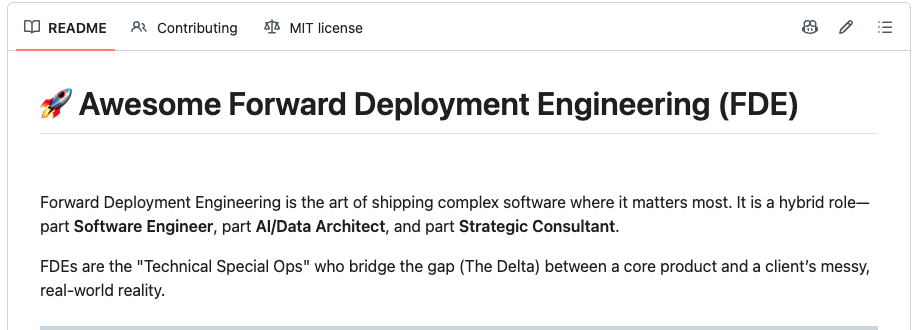 README Contributing MIT license
🚀 Awesome Forward Deployment Engineering (FDE)
Forward Deployment Engineering is the art of shipping complex software where it matters most. It is a hybrid role—
part Software Engineer, part AI/Data Architect, and part Strategic Consultant.
FDEs are the "Technical Special Ops" who bridge the gap (The Delta) between a core product and a client’s messy,
real-world reality.